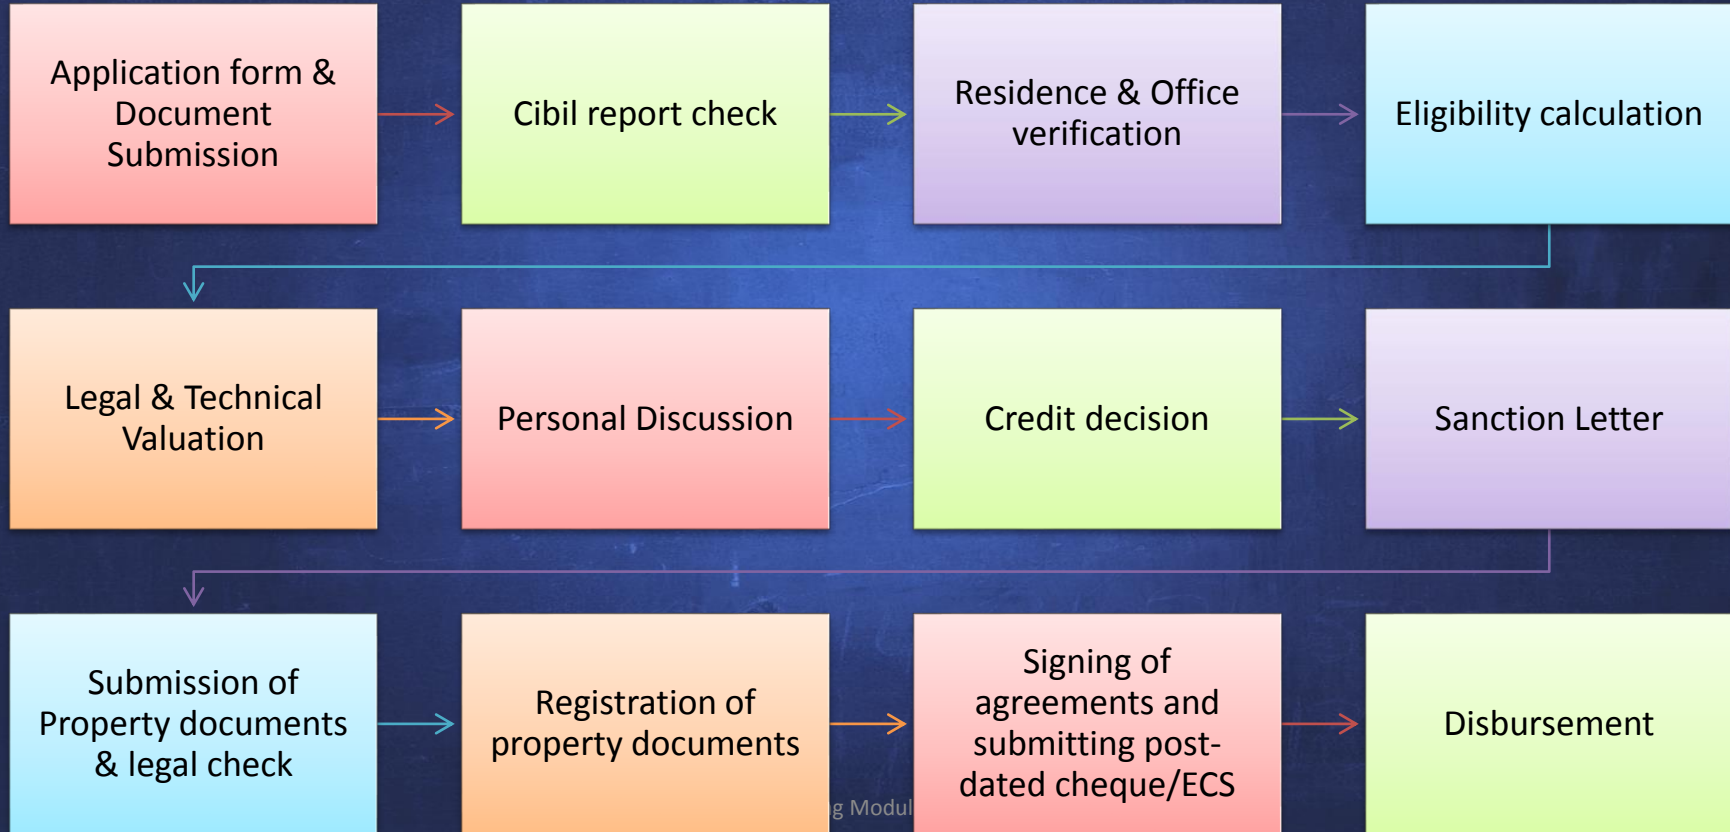 Application form &
Document
Submission
Cibil report check
Residence & Office
verification
Eligibility calculation
Legal & Technical
Valuation
Personal Discussion
Credit decision
Sanction Letter
Submission of
Property documents
& legal check
Registration of
property documents
Signing of
agreements and
submitting post-
dated cheque/ECS
Disbursement